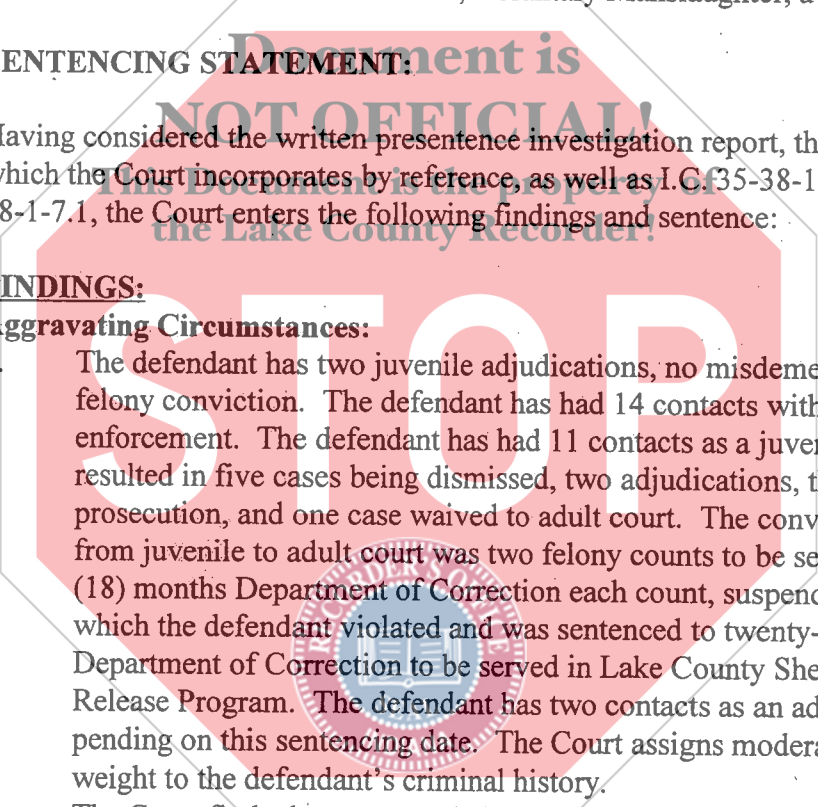 ENTENCING STATEMENT:
Document is
NOT OFFICIAL!
This Document is the property of
the Lake County Recorder!
aving considered the written presentence investigation report, th
which the Court incorporates by reference, as well as I.C. 35-38-1
8-1-7.1, the Court enters the following findings and sentence:
INDINGS:
ggravating Circumstances:
STOP
The defendant has two juvenile adjudications, no misdeme
felony conviction. The defendant has had 14 contacts with
enforcement. The defendant has had 11 contacts as a juven
resulted in five cases being dismissed, two adjudications, t
prosecution, and one case waived to adult court. The conv
from juvenile to adult court was two felony counts to be se
(18) months Department of Correction each count, suspend
which the defendant violated and was sentenced to twenty-
Department of Correction to be served in Lake County She
Release Program. The defendant has two contacts as an ad
pending on this sentencing date. The Court assigns modera
weight to the defendant's criminal history.
RECORDER'S OFFICE